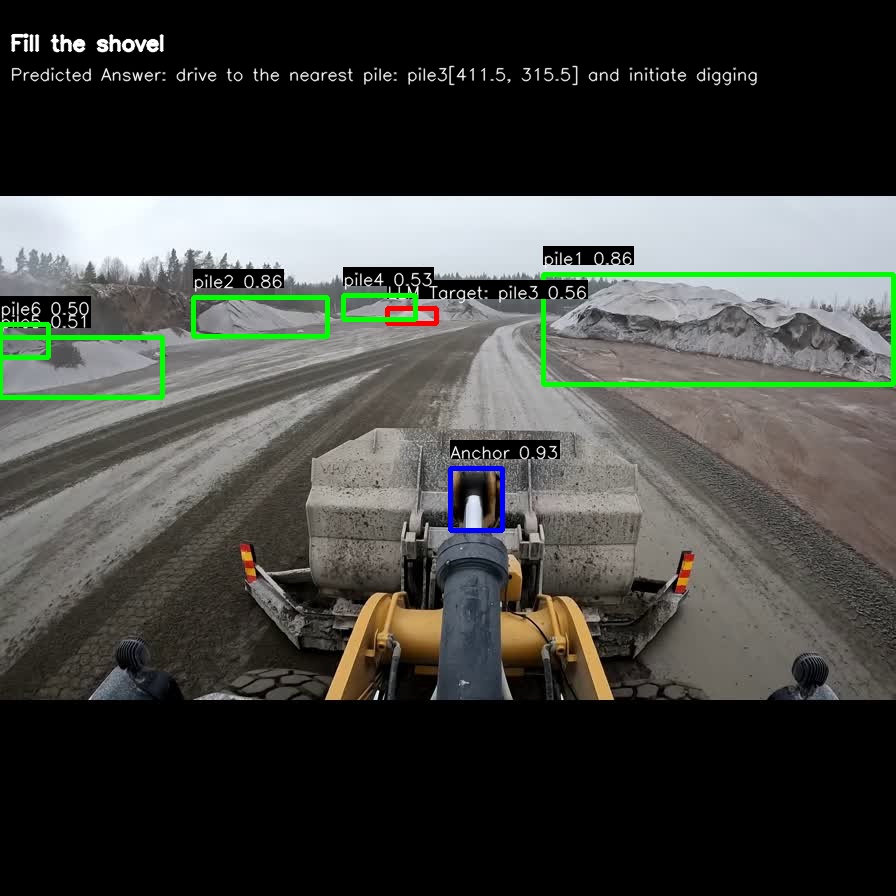 Fill the shovel
Predicted Answer: drive to the nearest pile: pile3[411.5, 315.5] and initiate digging
pile1 0.86
pile2 0.86
pile4 0.53
Target: pile3 0.56
pile6 0.50
0.51
Anchor 0.93